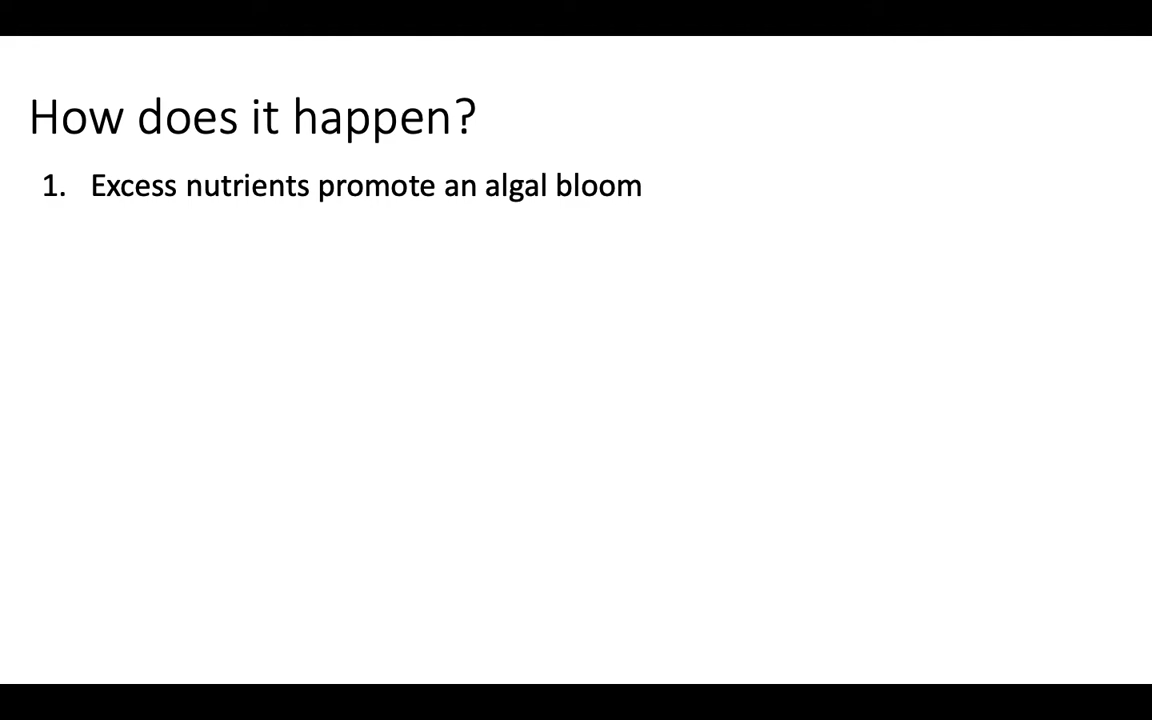 How does it happen?
1. Excess nutrients promote an algal bloom